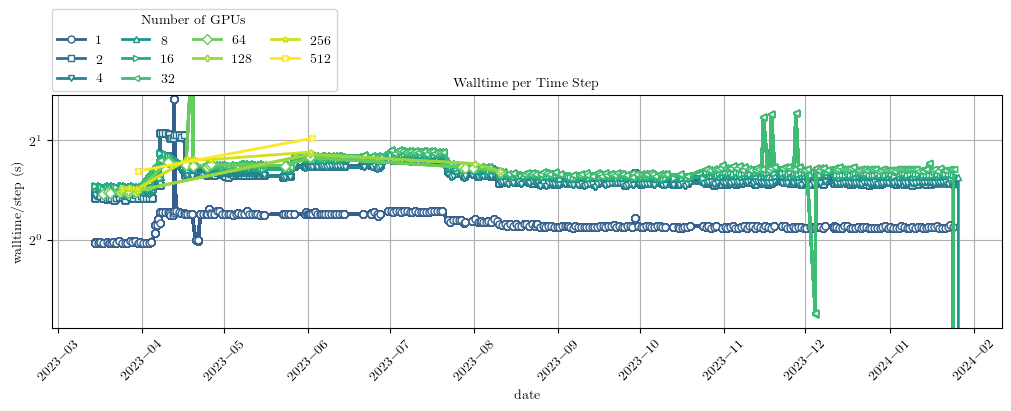 Number of GPUs
1 8 64 256
2 16 128 512
4 32
Walltime per Time Step
walltime/step (s)
2^1
2^0
2023-03 2023-04 2023-05 2023-06 2023-07 2023-08 2023-09 2023-10 2023-11 2023-12 2024-01 2024-02
date